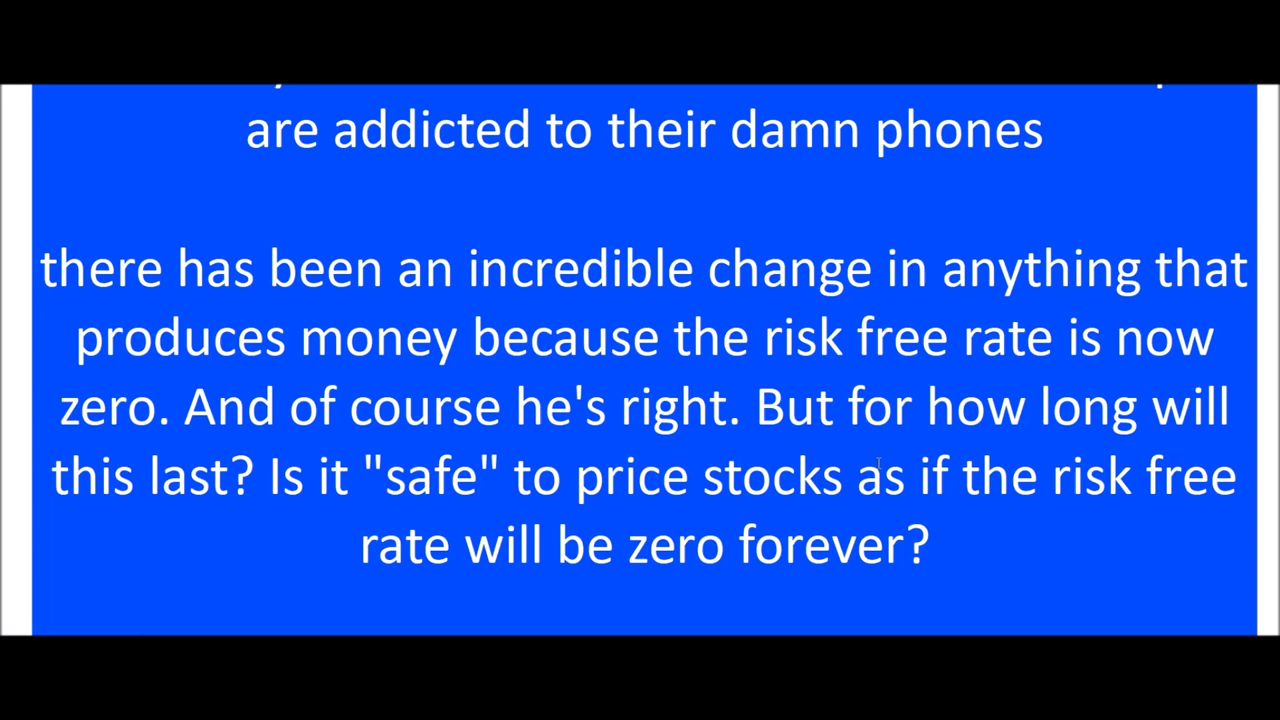 are addicted to their damn phones
there has been an incredible change in anything that
produces money because the risk free rate is now
zero. And of course he's right. But for how long will
this last? Is it "safe" to price stocks as if the risk free
rate will be zero forever?